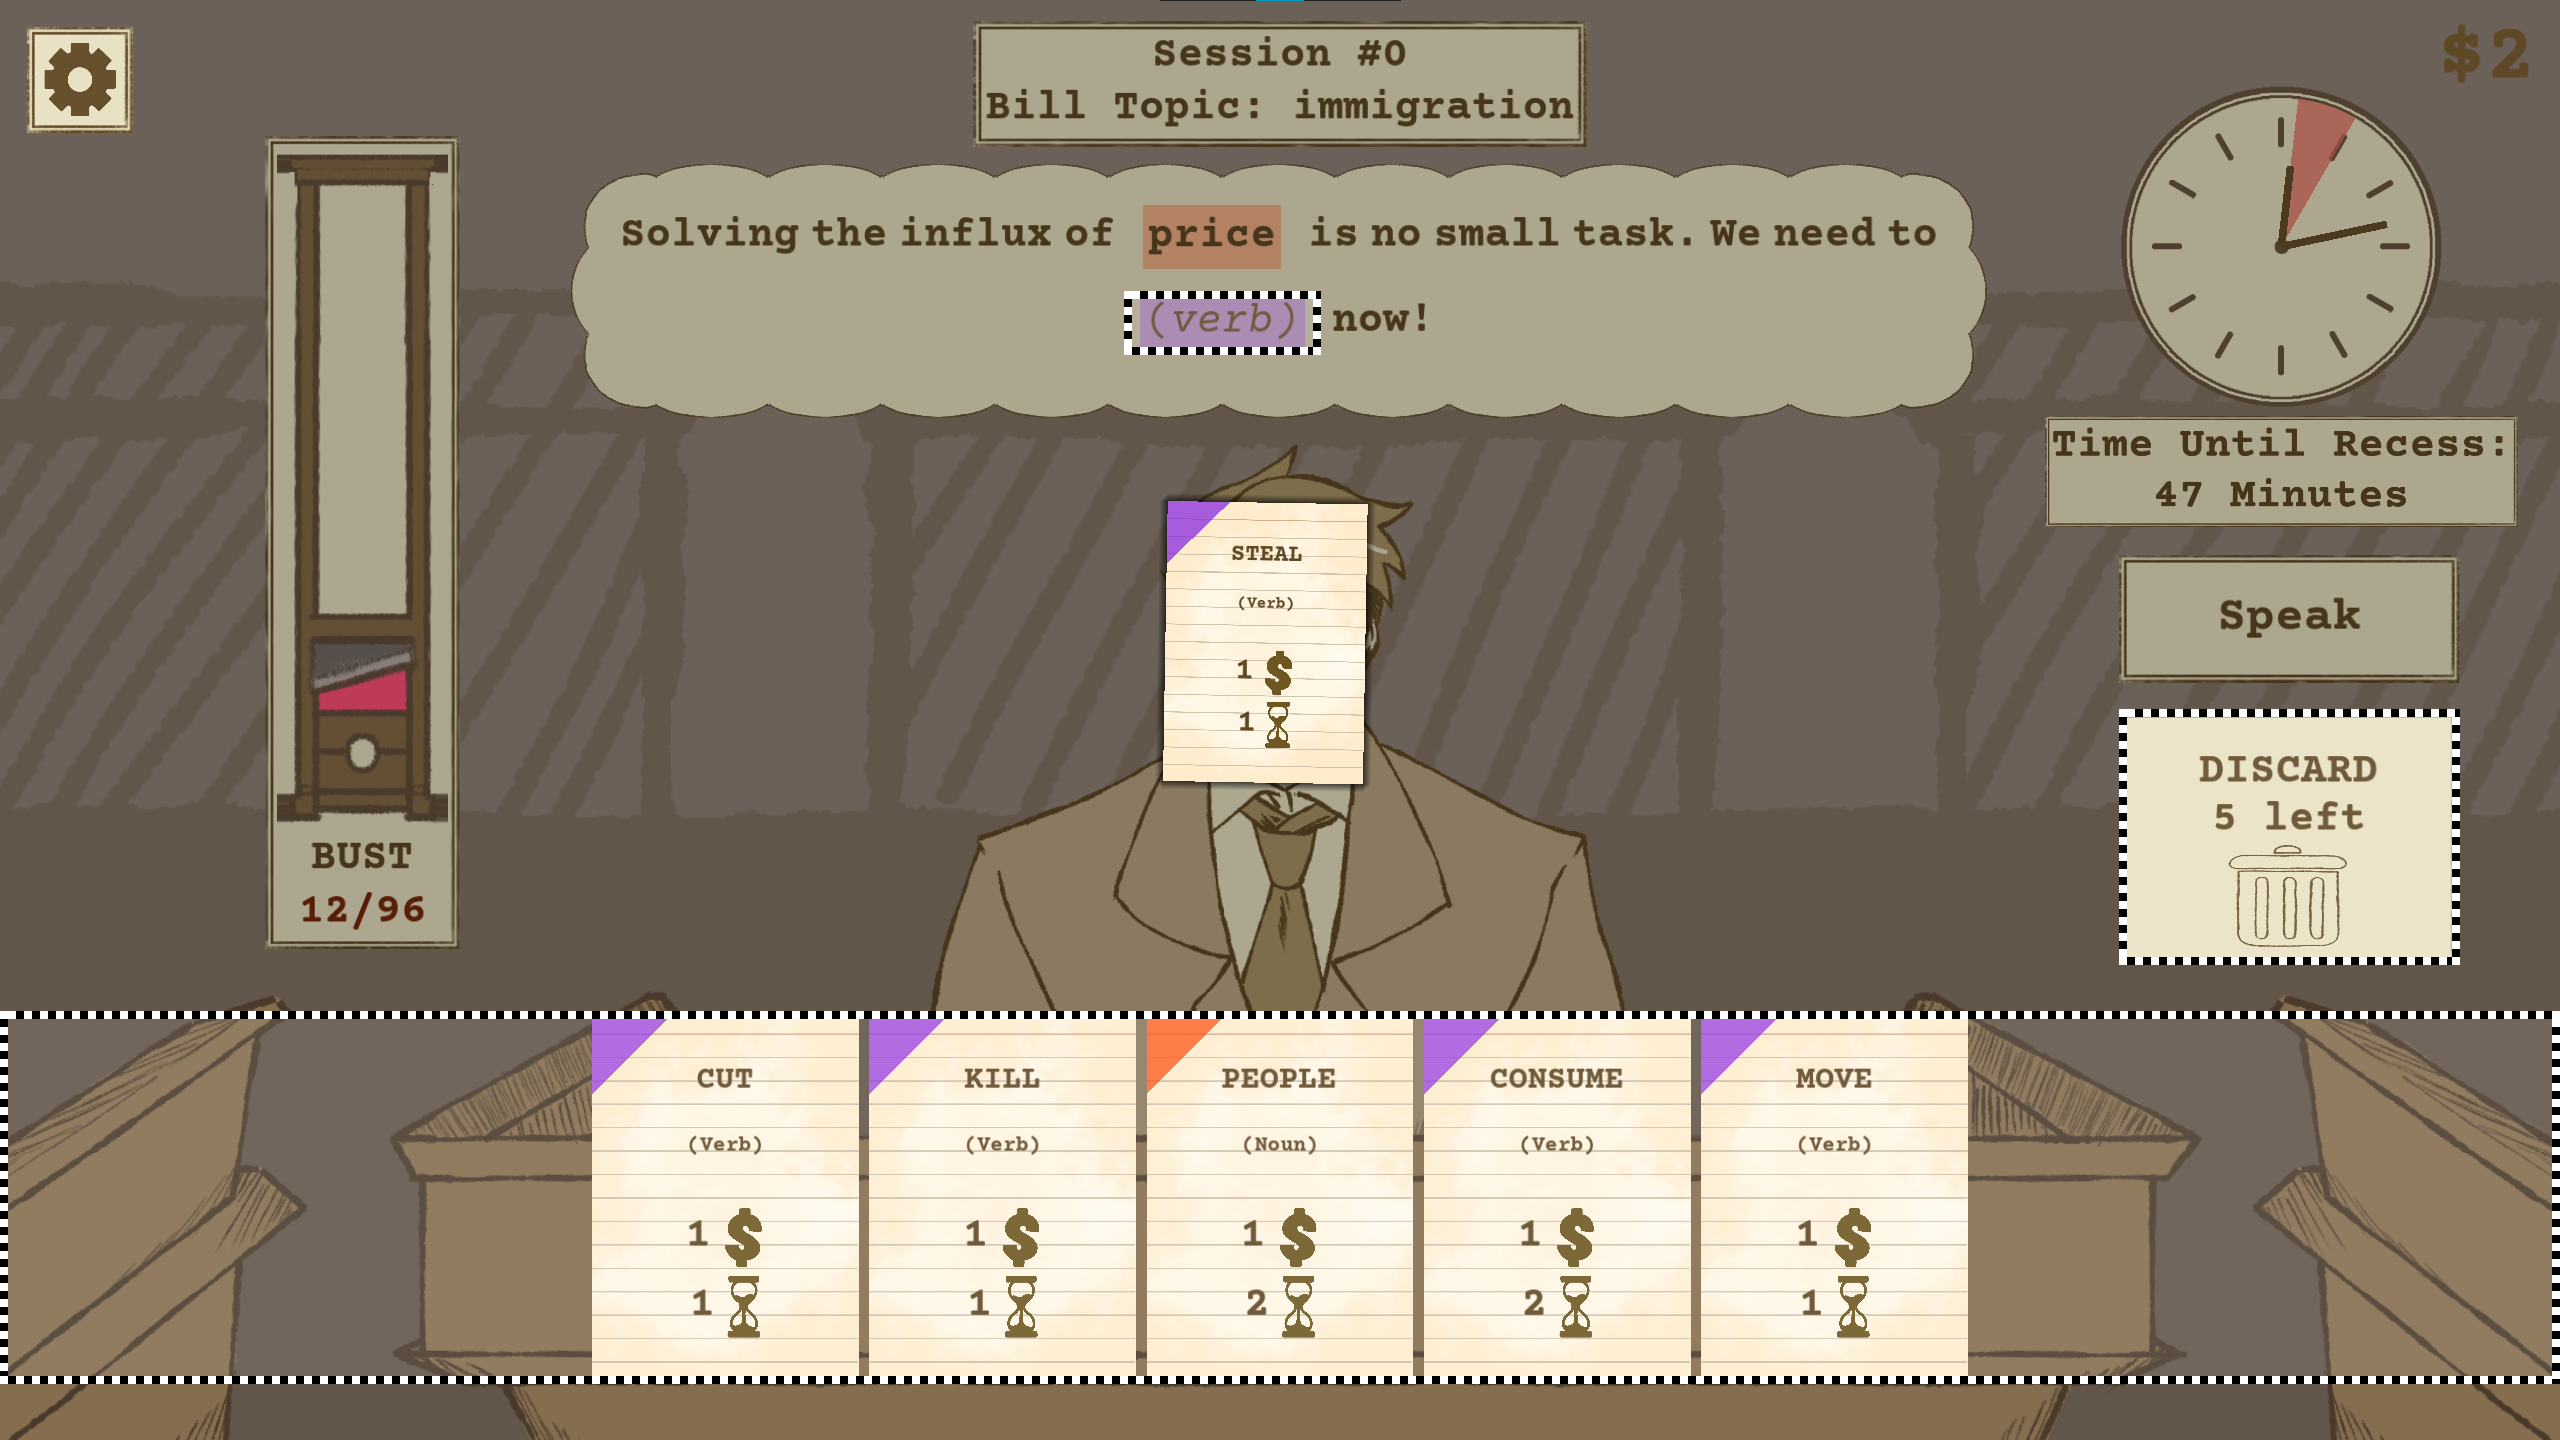 Session #0
Bill Topic: immigration
$2
Solving the influx of price is no small task. We need to
(verb) now!
Time Until Recess:
47 Minutes
Speak
DISCARD
5 left
BUST
12/96
STEAL
(Verb)
1 $
1
CUT
(Verb)
1 $
1
KILL
(Verb)
1 $
1
PEOPLE
(Noun)
1 $
2
CONSUME
(Verb)
1 $
2
MOVE
(Verb)
1 $
1